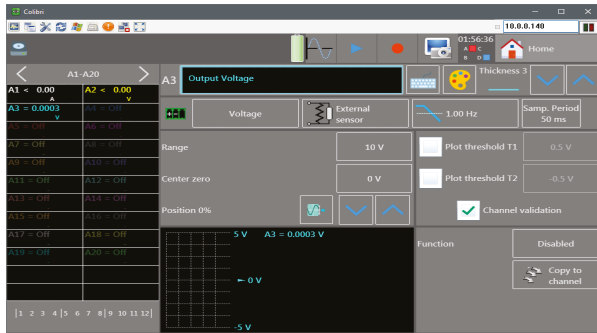 Colibri
10.0.0.140
01:56:36
A C
B D
Home
A1-A20
A3
Output Voltage
Thickness 3
A1 < 0.00
A
A2 < 0.00
V
A3 = 0.0003
V
A4 = Off
A5 = Off
A6 = Off
A7 = Off
A8 = Off
A9 = Off
A10 = Off
A11 = Off
A12 = Off
A13 = Off
A14 = Off
A15 = Off
A16 = Off
A17 = Off
A18 = Off
A19 = Off
A20 = Off
|1 2 3 4|5 6 7 8|9 10 11 12|
Voltage
External
sensor
1.00 Hz
Samp. Period
50 ms
Range
10 V
Center zero
0 V
Position 0%
Plot threshold T1
0.5 V
Plot threshold T2
-0.5 V
Channel validation
5 V
A3 = 0.0003 V
0 V
-5 V
Function
Disabled
Copy to
channel